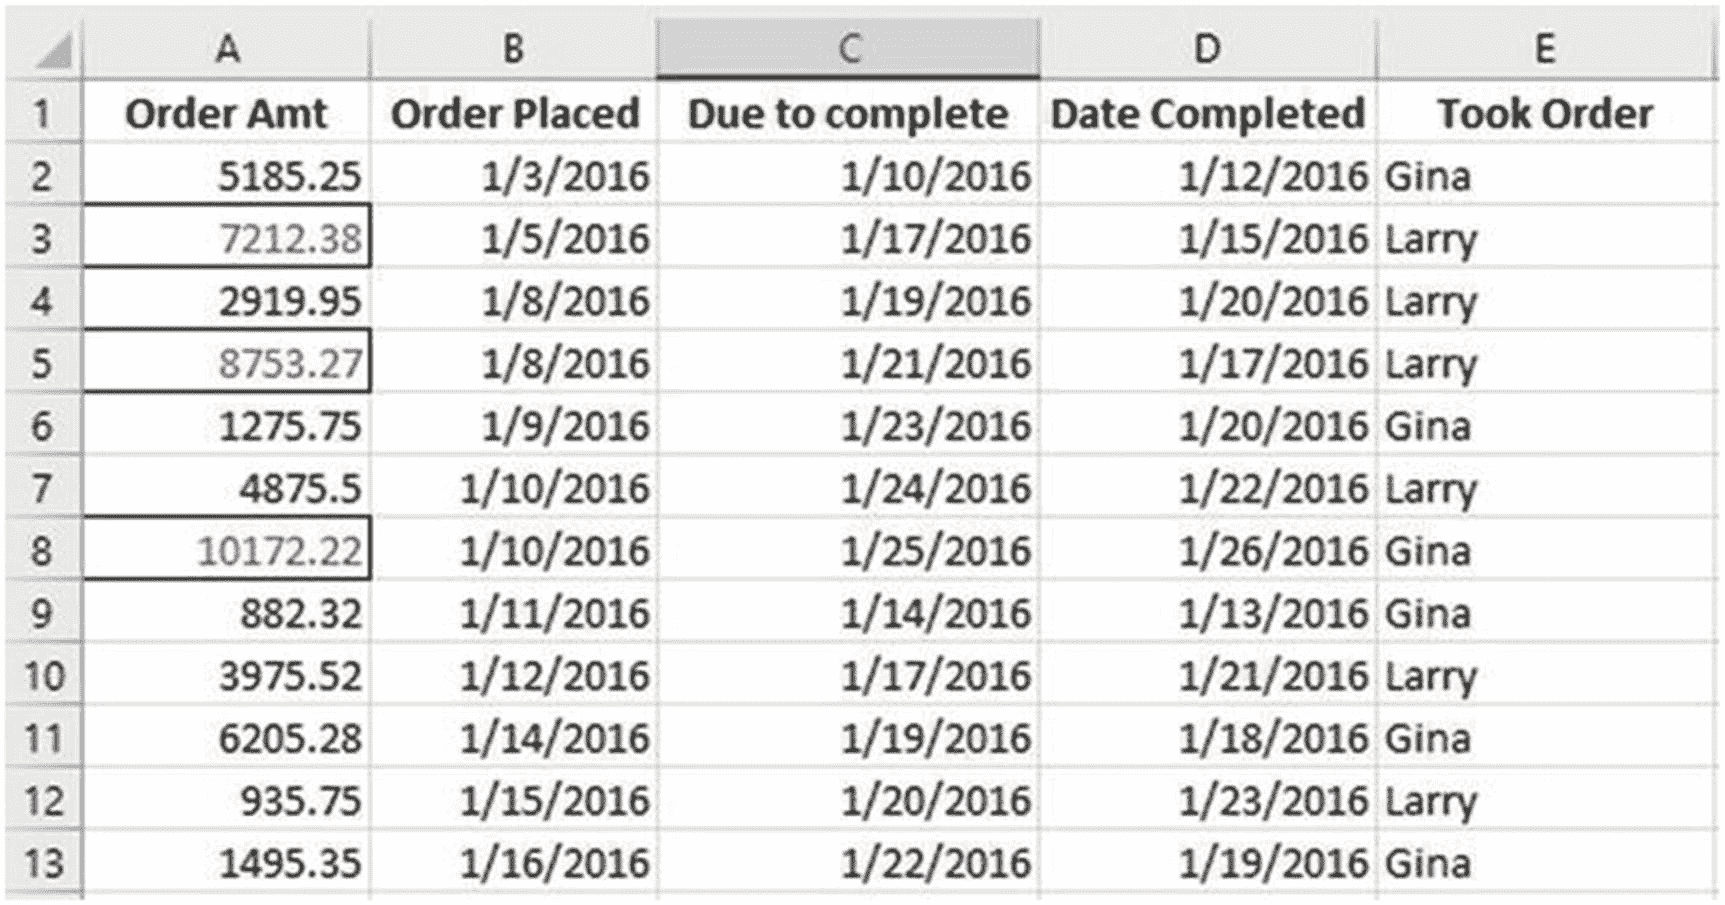 A B C D E
1 Order Amt Order Placed Due to complete Date Completed Took Order
2 5185.25 1/3/2016 1/10/2016 1/12/2016 Gina
3 7212.38 1/5/2016 1/17/2016 1/15/2016 Larry
4 2919.95 1/8/2016 1/19/2016 1/20/2016 Larry
5 8753.27 1/8/2016 1/21/2016 1/17/2016 Larry
6 1275.75 1/9/2016 1/23/2016 1/20/2016 Gina
7 4875.5 1/10/2016 1/24/2016 1/22/2016 Larry
8 10172.22 1/10/2016 1/25/2016 1/26/2016 Gina
9 882.32 1/11/2016 1/14/2016 1/13/2016 Gina
10 3975.52 1/12/2016 1/17/2016 1/21/2016 Larry
11 6205.28 1/14/2016 1/19/2016 1/18/2016 Gina
12 935.75 1/15/2016 1/20/2016 1/23/2016 Larry
13 1495.35 1/16/2016 1/22/2016 1/19/2016 Gina